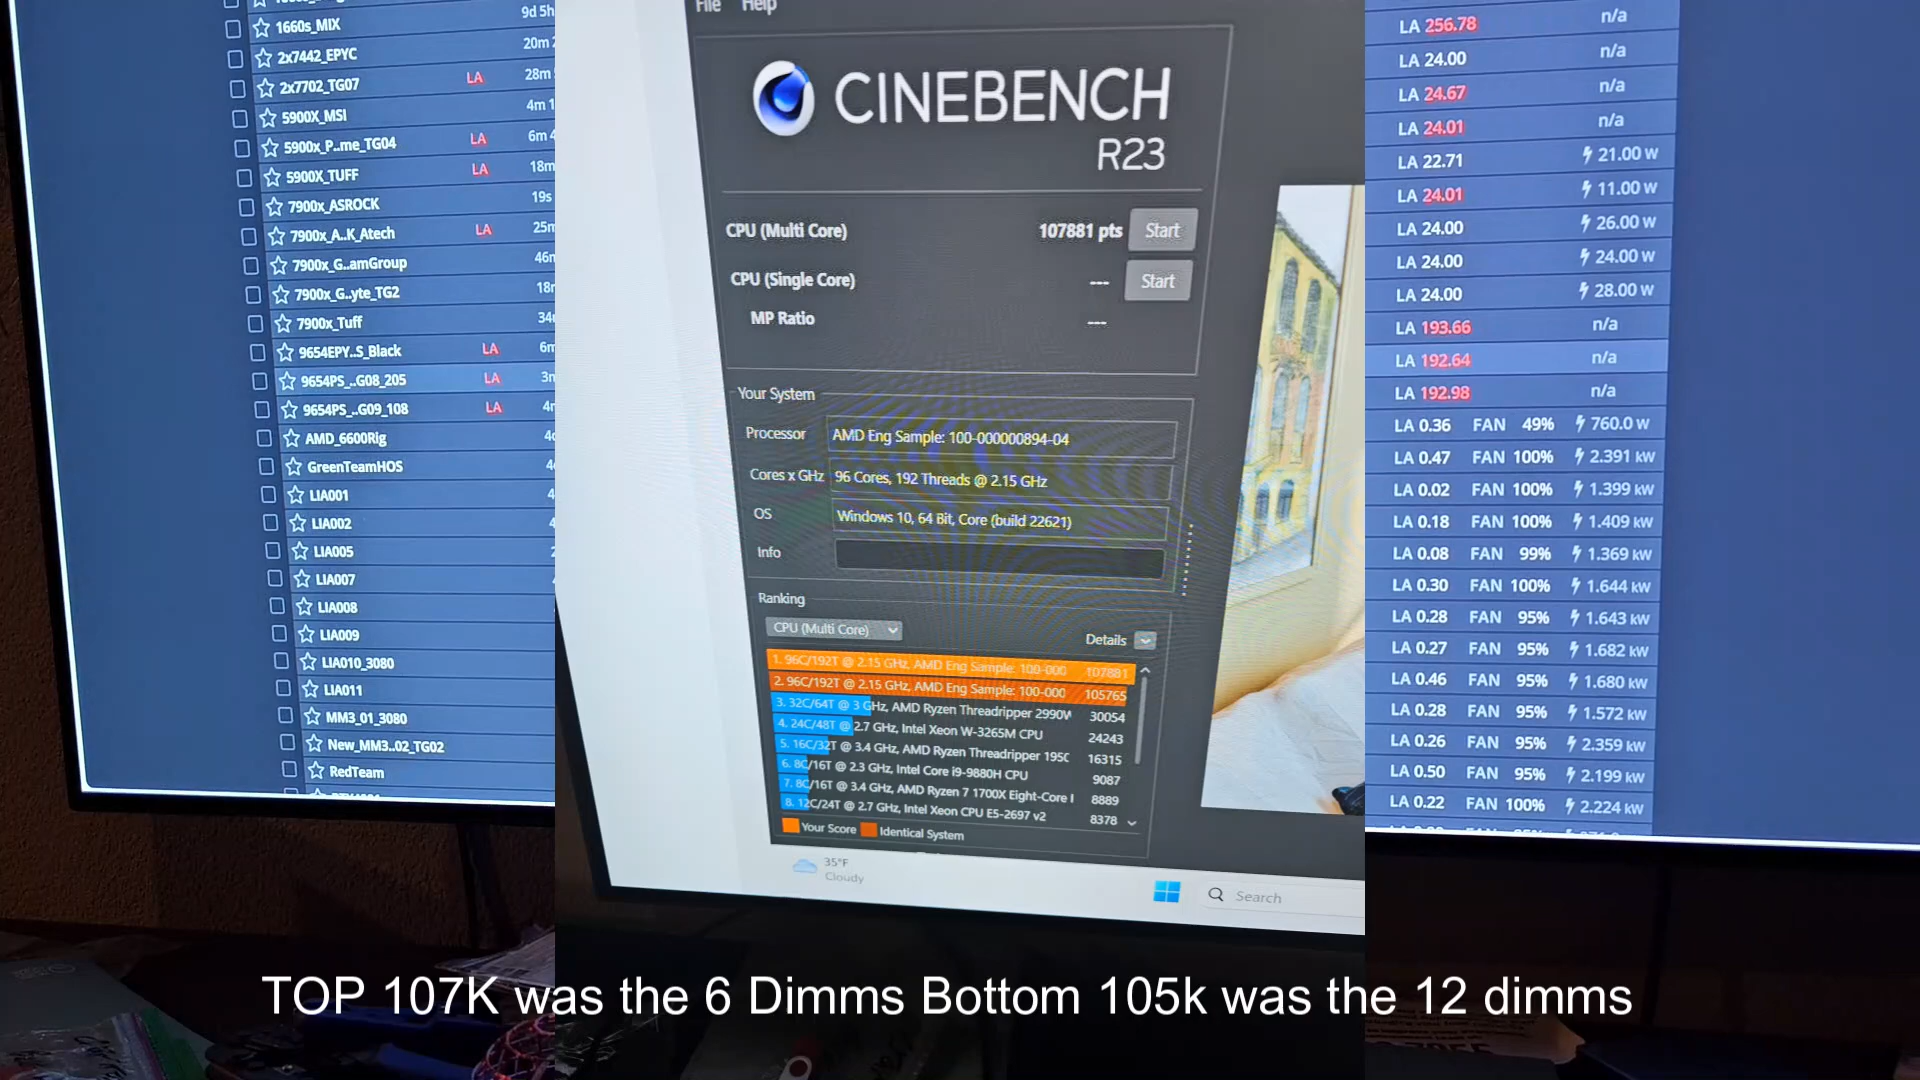 1660s_MIX 9d 5h
2x7442_EPYC
2x7702_TG07 LA
5900X_MSI
5900x_P..me_TG04 LA
5900X_TUFF LA
7900x_ASROCK 19s
7900x_A..K_Atech LA
7900x_G..amGroup
7900x_G..yte_TG2
7900x_Tuff
9654EPY..S_Black LA
9654PS_..G08_205 LA
9654PS_..G09_108 LA
AMD_6600Rig
GreenTeamHOS
LIA001
LIA002
LIA005
LIA007
LIA008
LIA009
LIA010_3080
LIA011
MM3_01_3080
New_MM3..02_TG02
RedTeam
File Help
CINEBENCH
R23
CPU (Multi Core) 107881 pts Start
CPU (Single Core) --- Start
MP Ratio ---
Your System
Processor AMD Eng Sample: 100-000000894-04
Cores x GHz 96 Cores, 192 Threads @ 2.15 GHz
OS Windows 10, 64 Bit, Core (build 22621)
Info
Ranking
CPU (Multi Core) Details
1. 96C/192T @ 2.15 GHz, AMD Eng Sample: 100-000 107881
2. 96C/192T @ 2.15 GHz, AMD Eng Sample: 100-000 105765
3. 32C/64T @ 3 GHz, AMD Ryzen Threadripper 2990W 30054
4. 24C/48T @ 2.7 GHz, Intel Xeon W-3265M CPU 24243
5. 16C/32T @ 3.4 GHz, AMD Ryzen Threadripper 1950 16315
6. 8C/16T @ 2.3 GHz, Intel Core i9-9880H CPU 9087
7. 8C/16T @ 3.4 GHz, AMD Ryzen 7 1700X Eight-Core 8889
8. 12C/24T @ 2.7 GHz, Intel Xeon CPU E5-2697 v2 8378
Your Score Identical System
35°F
Cloudy
Search
LA 256.78 n/a
LA 24.00 n/a
LA 24.67 n/a
LA 24.01 n/a
LA 22.71 21.00 W
LA 24.01 11.00 W
LA 24.00 26.00 W
LA 24.00 24.00 W
LA 24.00 28.00 W
LA 193.66 n/a
LA 192.64 n/a
LA 192.98 n/a
LA 0.36 FAN 49% 760.0 W
LA 0.47 FAN 100% 2.391 kW
LA 0.02 FAN 100% 1.399 kW
LA 0.18 FAN 100% 1.409 kW
LA 0.08 FAN 99% 1.369 kW
LA 0.30 FAN 100% 1.644 kW
LA 0.28 FAN 95% 1.643 kW
LA 0.27 FAN 95% 1.682 kW
LA 0.46 FAN 95% 1.680 kW
LA 0.28 FAN 95% 1.572 kW
LA 0.26 FAN 95% 2.359 kW
LA 0.50 FAN 95% 2.199 kW
LA 0.22 FAN 100% 2.224 kW
TOP 107K was the 6 Dimms Bottom 105k was the 12 dimms